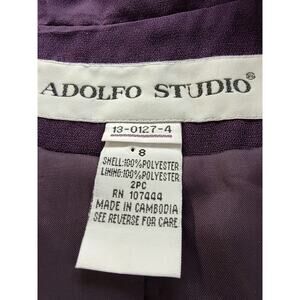 ADOLFO STUDIO®
13-0127-4
*8
SHELL:100%POLYESTER
LINING:100%POLYESTER
2PC
RN 107444
MADE IN CAMBODIA
SEE REVERSE FOR CARE